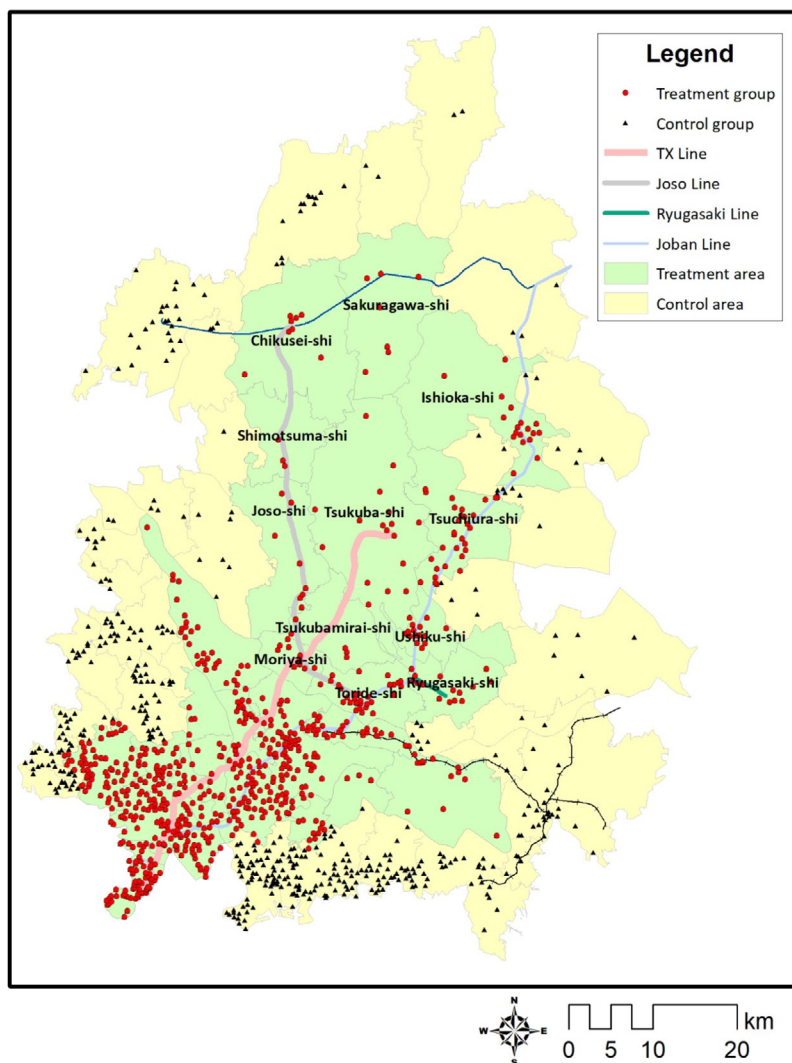 Legend
Treatment group
Control group
TX Line
Joso Line
Ryugasaki Line
Joban Line
Treatment area
Control area
Sakuragawa-shi
Chikusei-shi
Ishioka-shi
Shimotsuma-shi
Joso-shi
Tsukuba-shi
Tsuchiura-shi
Tsukubamirai-shi
Ushiku-shi
Moriya-shi
Ryugasaki-shi
Toride-shi
N
W E
S
km
0 5 10 20